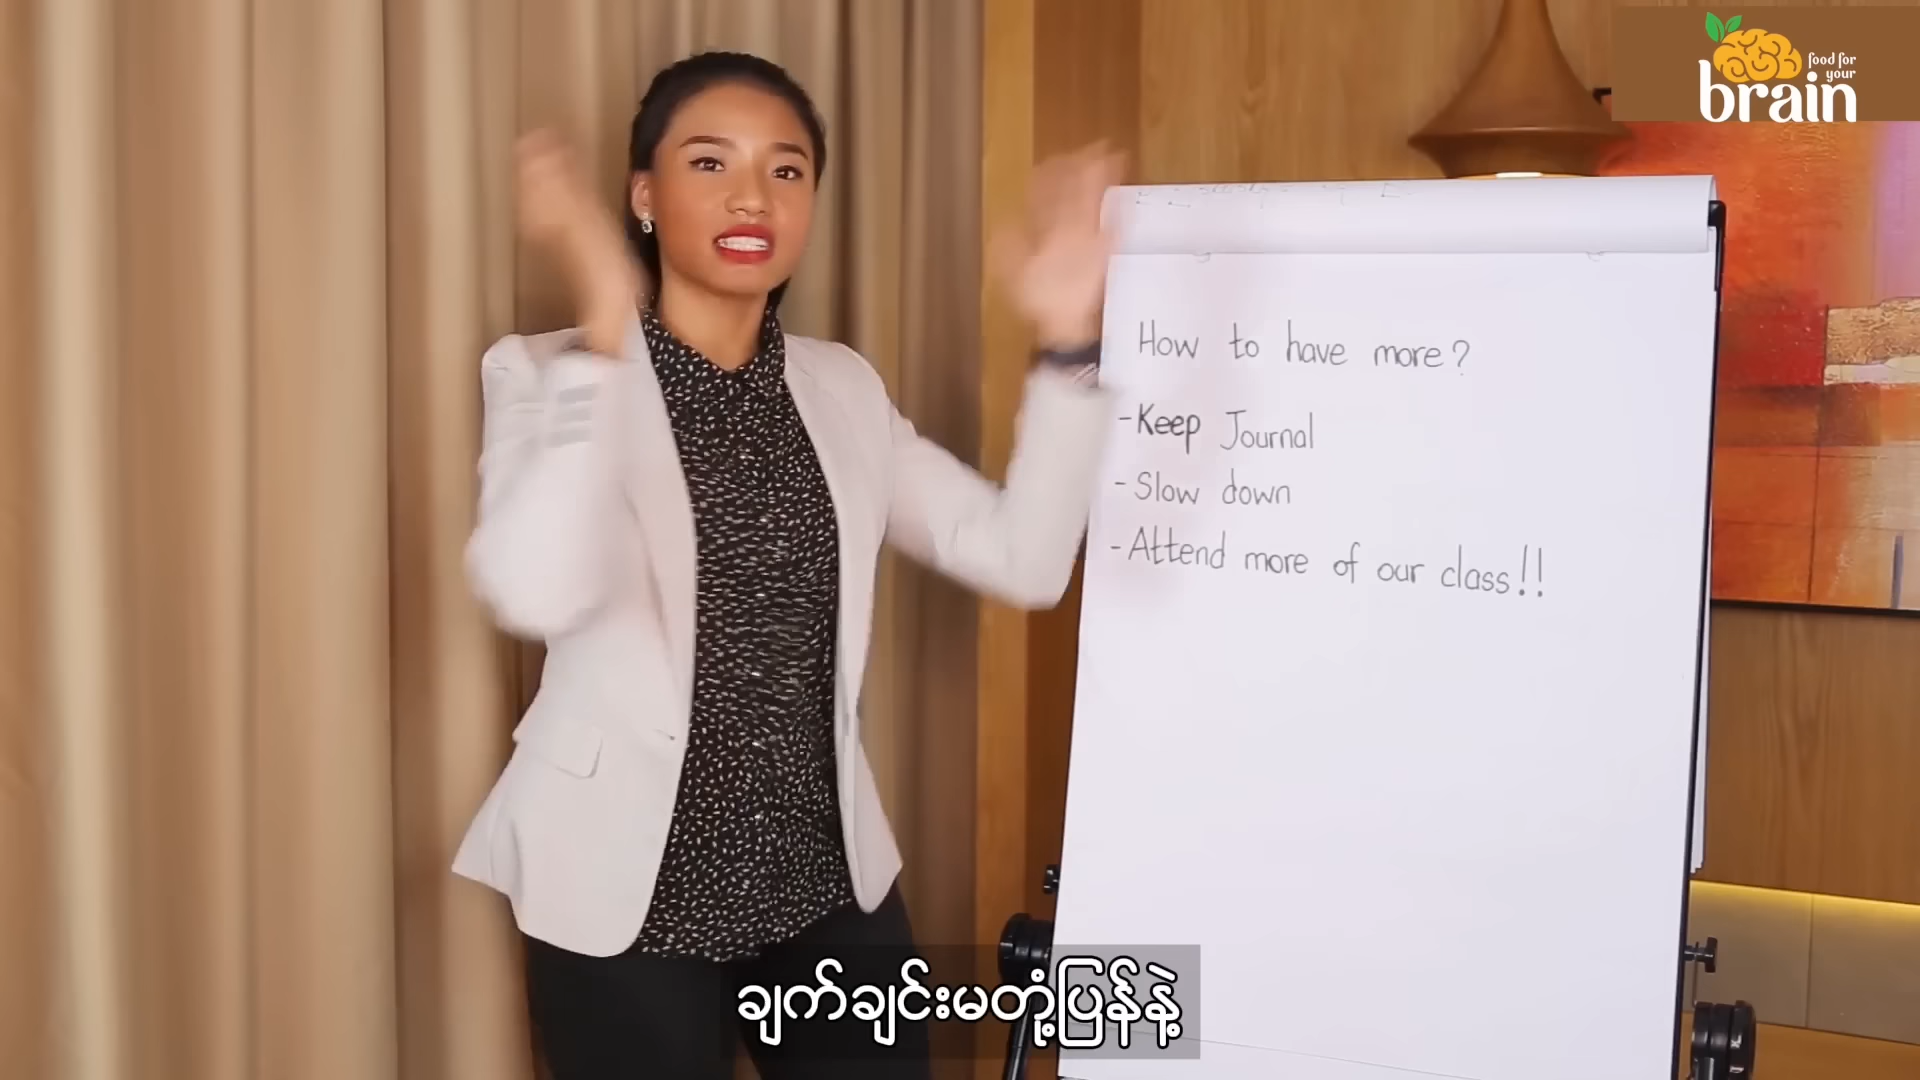 food for
your
brain
How to have more?
-Keep Journal
-Slow down
-Attend more of our class!!
ချက်ချင်းမတုံ့ပြန်နဲ့